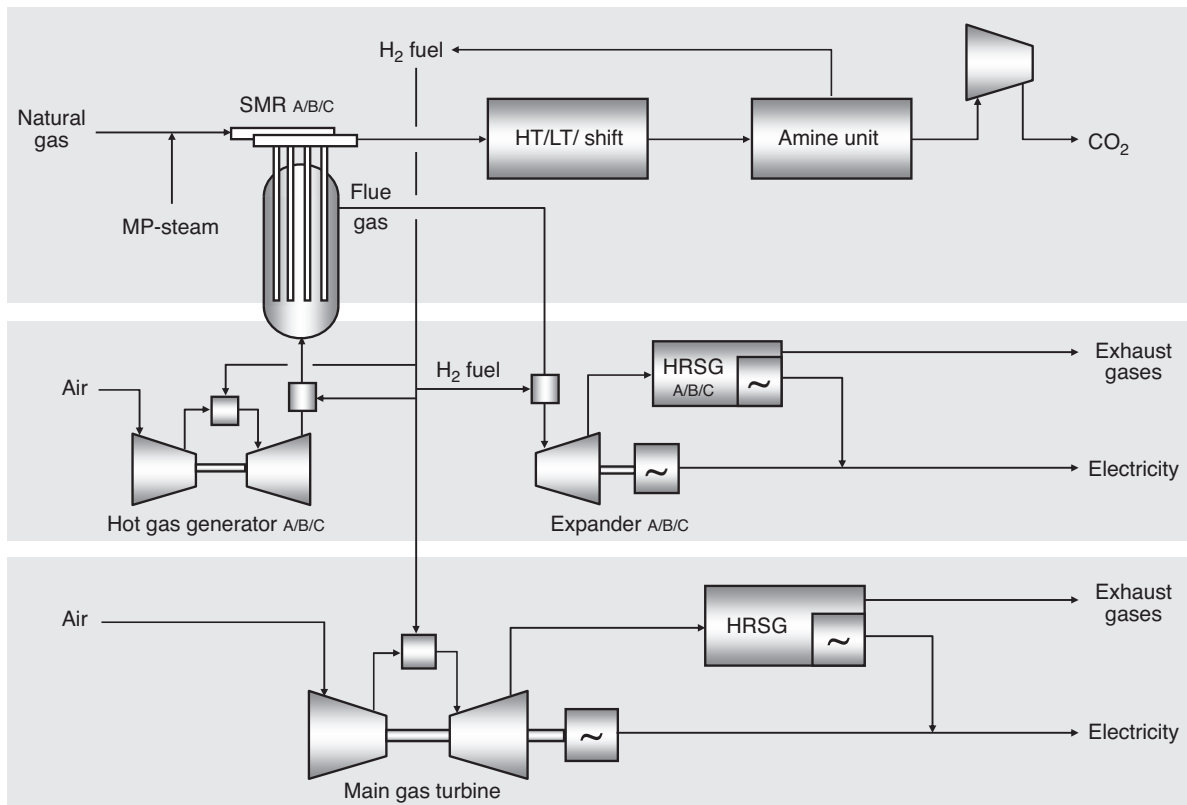 H₂ fuel
SMR A/B/C
Natural
gas
HT/LT/ shift
Amine unit
CO₂
MP-steam
Flue
gas
H₂ fuel
HRSG
A/B/C
~
Exhaust
gases
Air
~
Electricity
Hot gas generator A/B/C
Expander A/B/C
Exhaust
gases
Air
HRSG
~
~
Electricity
Main gas turbine